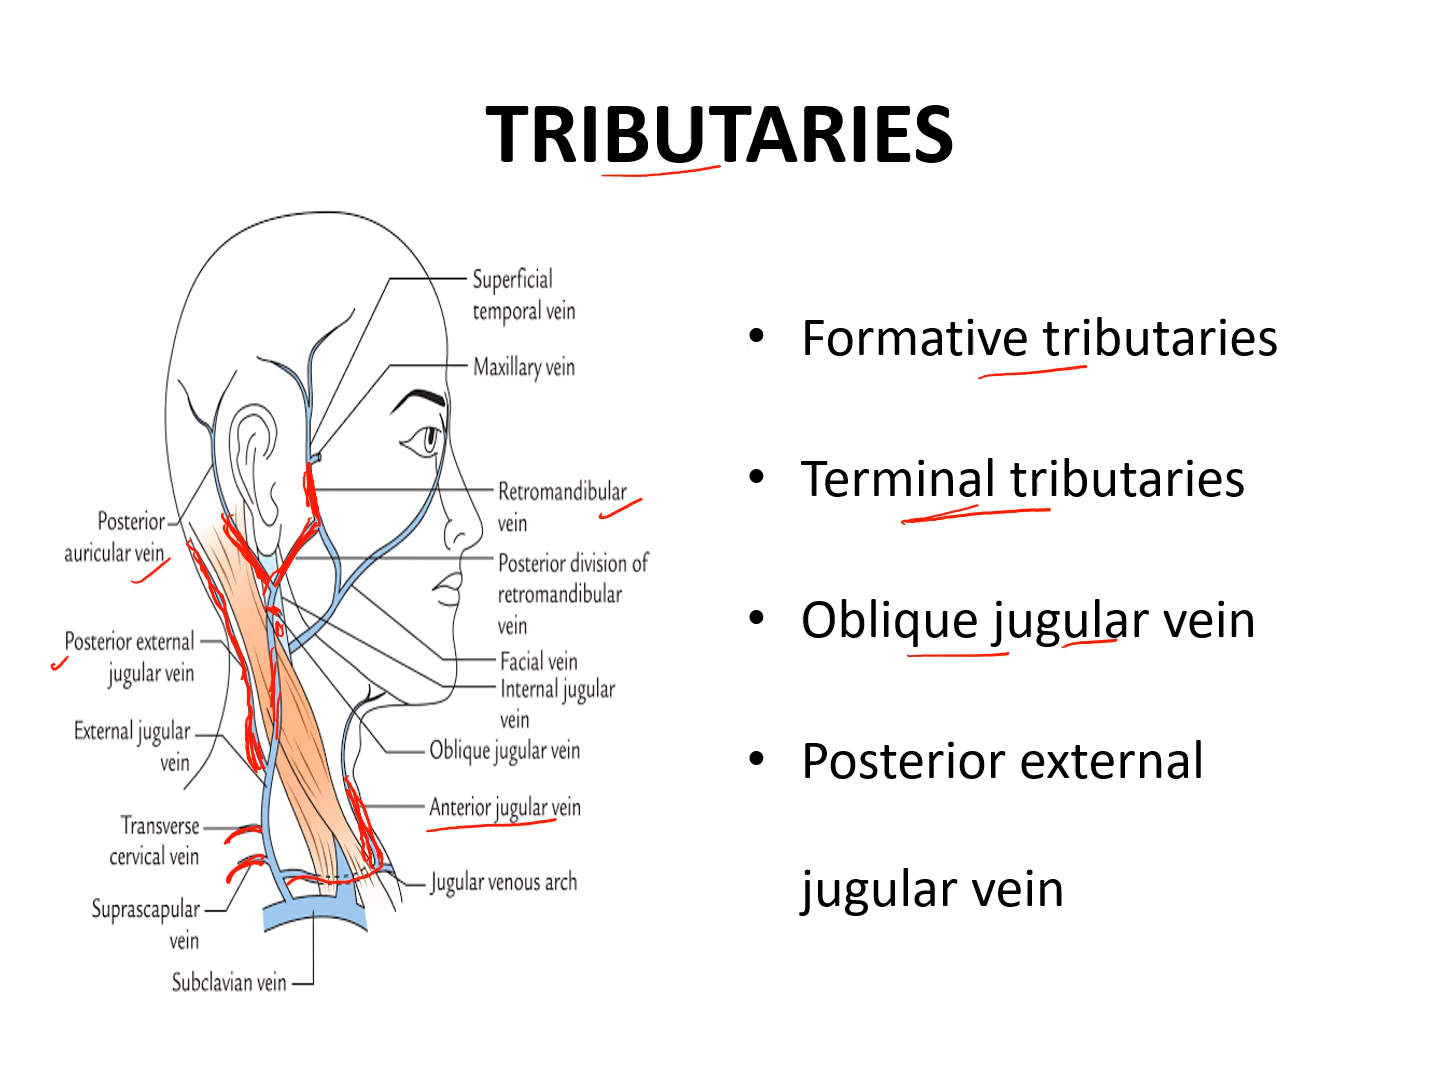 TRIBUTARIES
Superficial
temporal vein
Maxillary vein
Retromandibular
vein
Posterior
auricular vein
Posterior division of
retromandibular
vein
Posterior external
jugular vein
Facial vein
Internal jugular
vein
External jugular
vein
Oblique jugular vein
Anterior jugular vein
Transverse
cervical vein
Jugular venous arch
Suprascapular
vein
Subclavian vein
• Formative tributaries
• Terminal tributaries
• Oblique jugular vein
• Posterior external
jugular vein